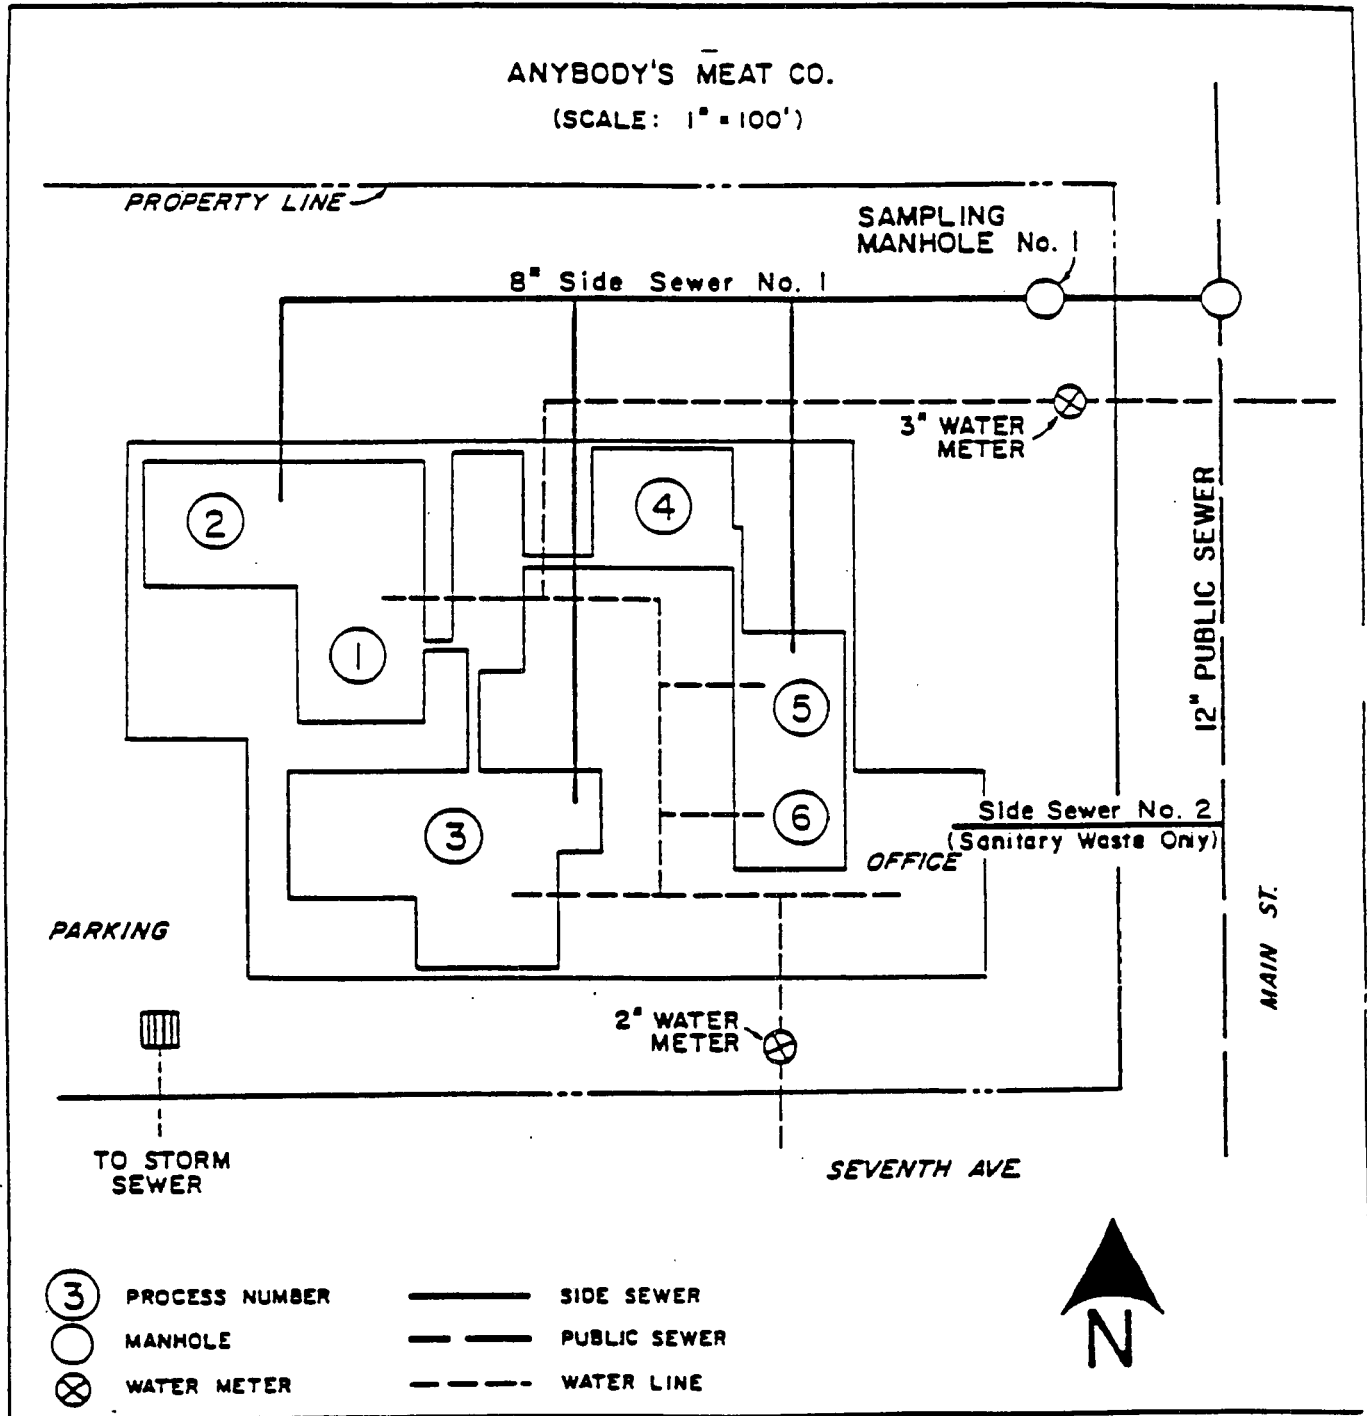 ANYBODY'S MEAT CO.
(SCALE: 1" = 100')
PROPERTY LINE
SAMPLING
MANHOLE No. 1
8" Side Sewer No. 1
3" WATER
METER
2
4
1
5
6
3
12" PUBLIC SEWER
Side Sewer No. 2
(Sanitary Waste Only)
OFFICE
PARKING
MAIN ST.
2" WATER
METER
TO STORM
SEWER
SEVENTH AVE
3 PROCESS NUMBER
SIDE SEWER
MANHOLE
PUBLIC SEWER
WATER METER
WATER LINE
N